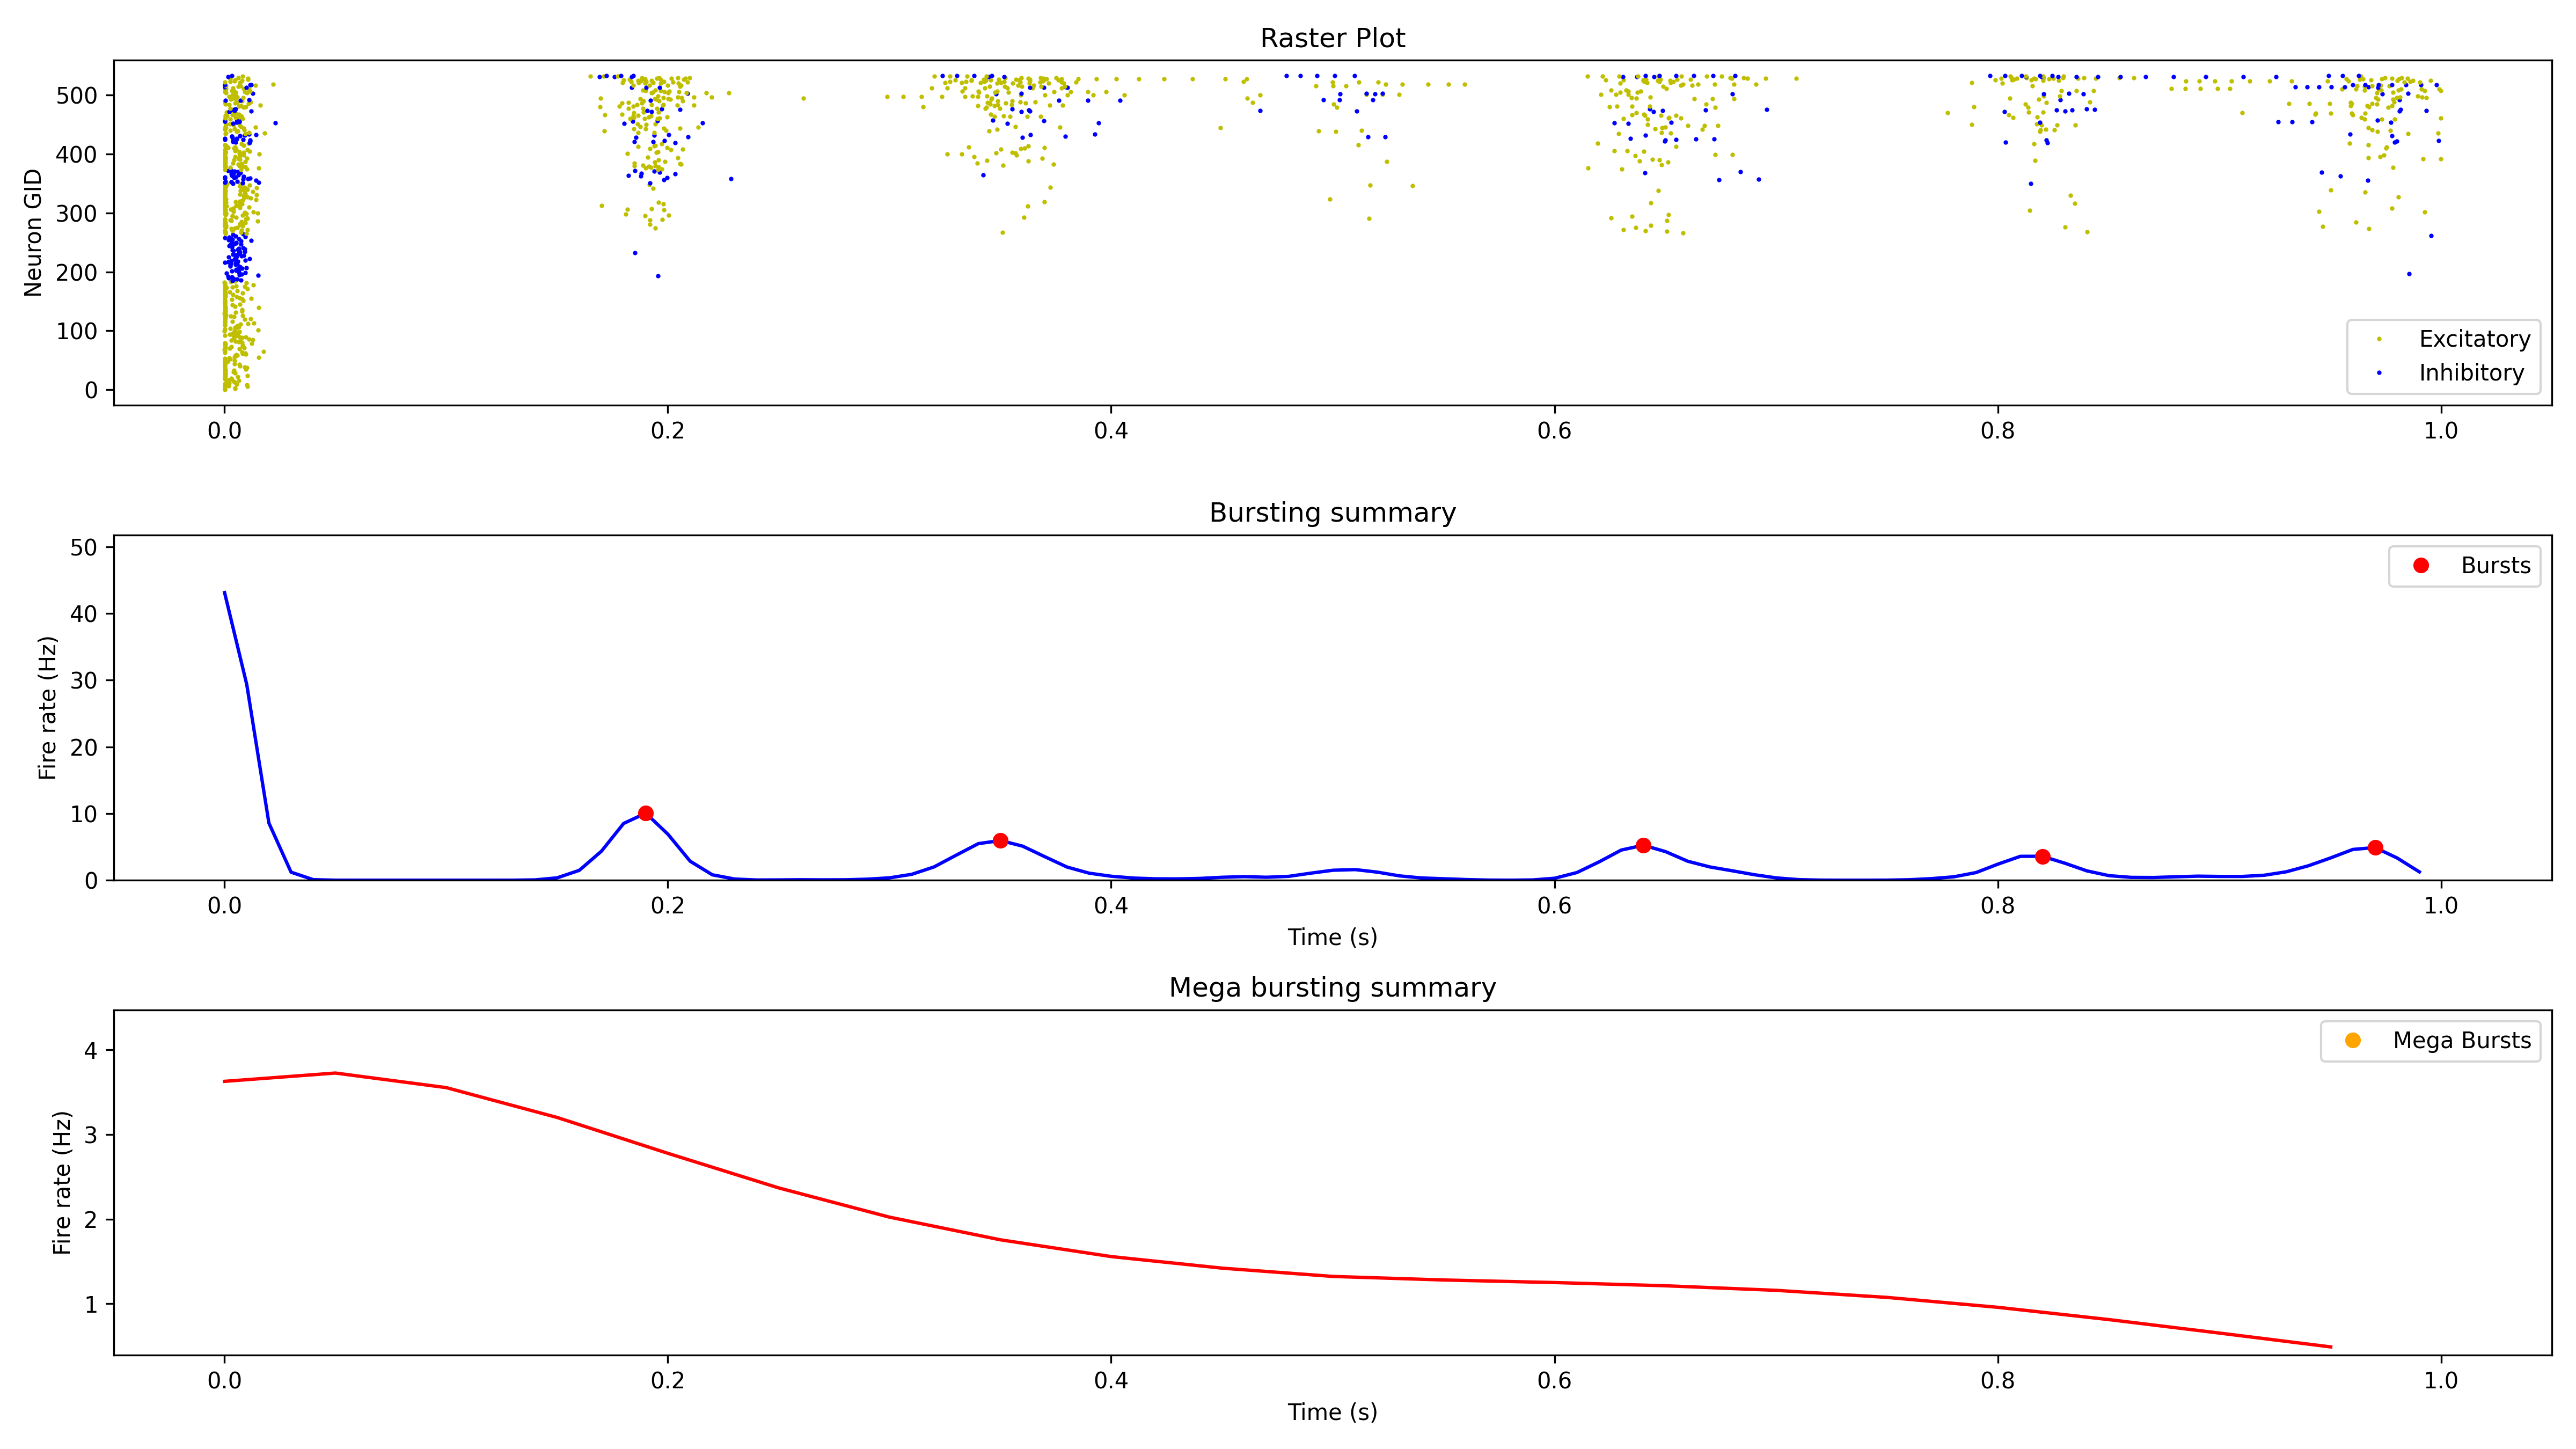 Raster Plot
Neuron GID
500
400
300
200
100
0
Excitatory
Inhibitory
0.0 0.2 0.4 0.6 0.8 1.0
Bursting summary
Fire rate (Hz)
50
40
30
20
10
0
Bursts
0.0 0.2 0.4 0.6 0.8 1.0
Time (s)
Mega bursting summary
Fire rate (Hz)
4
3
2
1
Mega Bursts
0.0 0.2 0.4 0.6 0.8 1.0
Time (s)